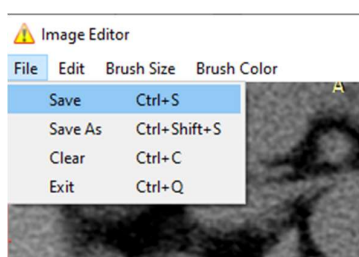 Image Editor
File Edit Brush Size Brush Color
Save Ctrl+S
Save As Ctrl+Shift+S
Clear Ctrl+C
Exit Ctrl+Q
A